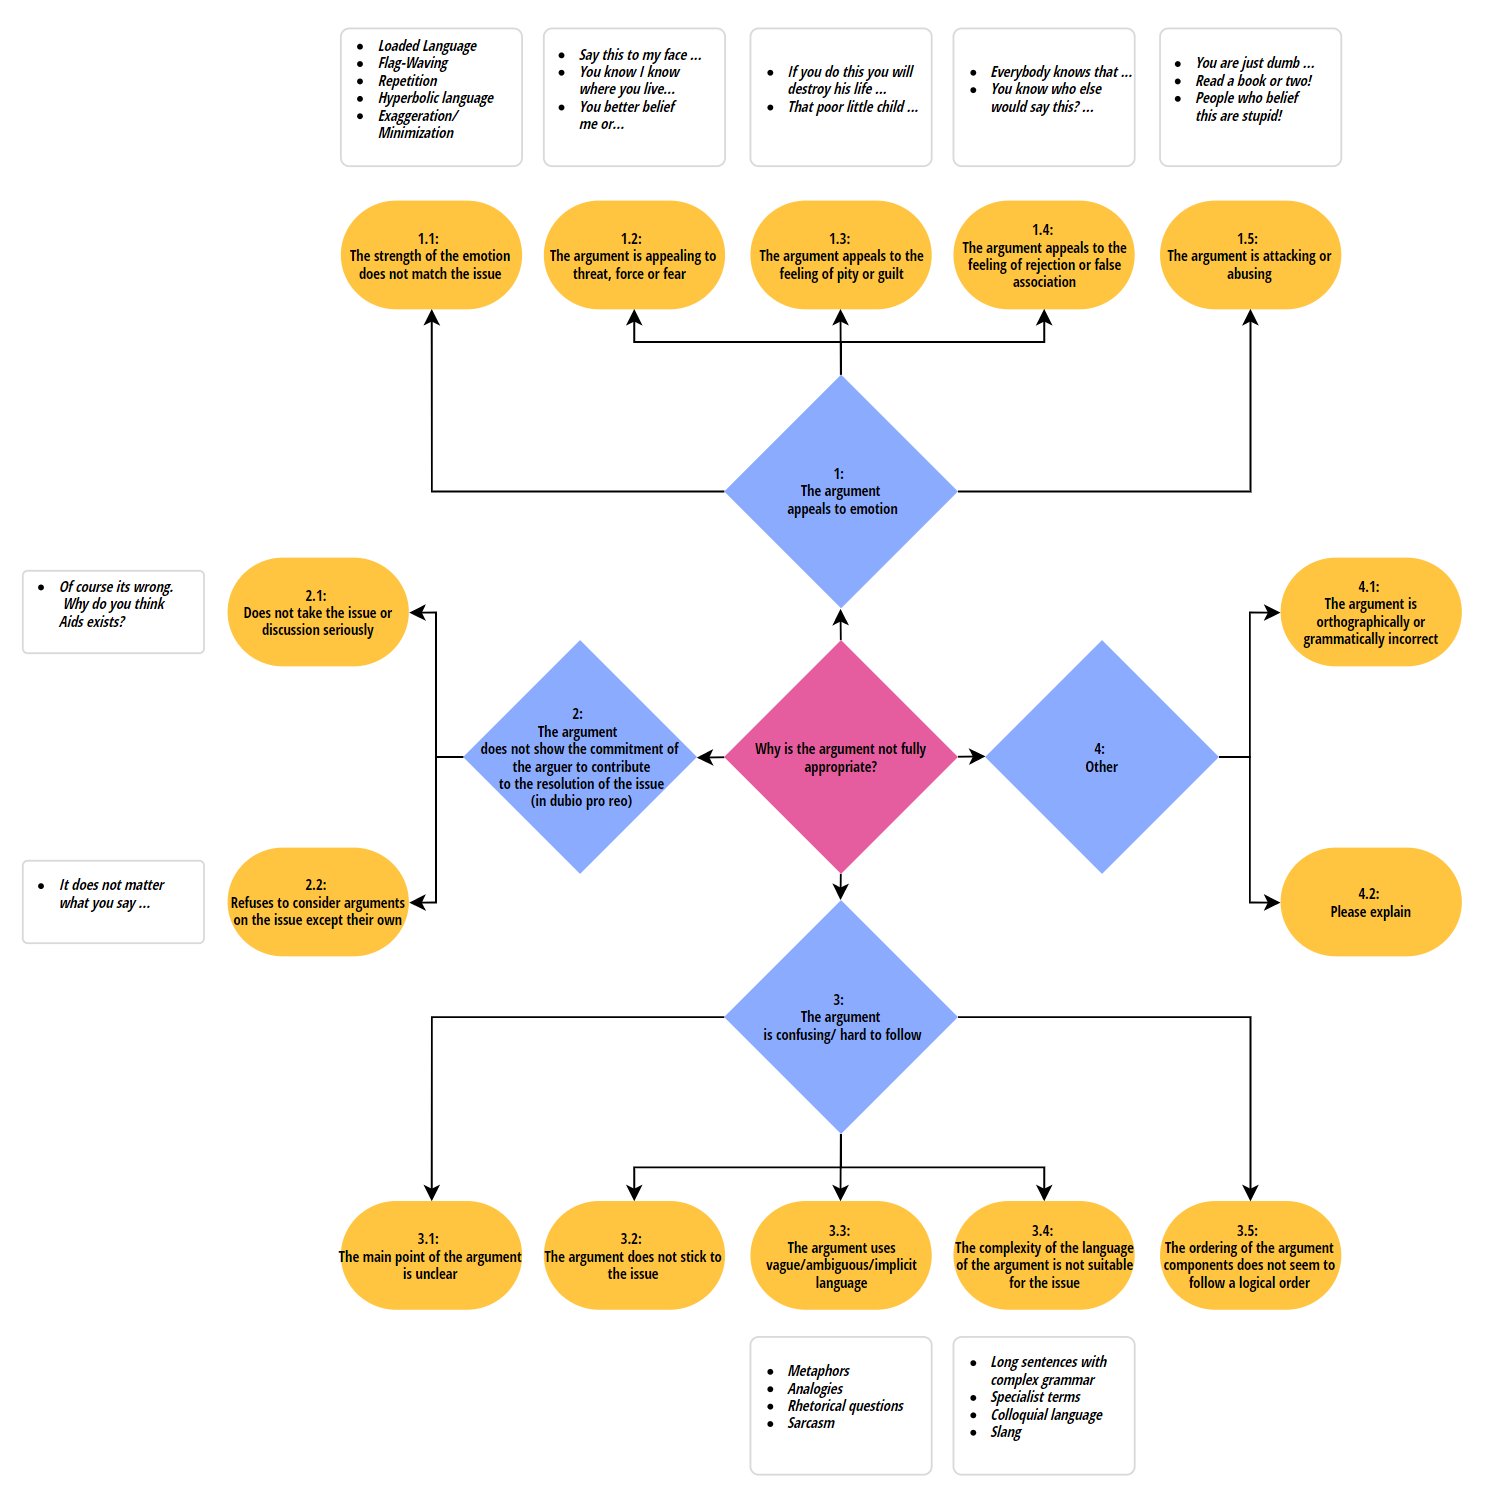 Loaded Language
Flag-Waving
Repetition
Hyperbolic language
Exaggeration/
Minimization
Say this to my face ...
You know I know
where you live...
You better belief
me or...
If you do this you will
destroy his life ...
That poor little child ...
Everybody knows that ...
You know who else
would say this? ...
You are just dumb ...
Read a book or two!
People who belief
this are stupid!
1.1:
The strength of the emotion
does not match the issue
1.2:
The argument is appealing to
threat, force or fear
1.3:
The argument appeals to the
feeling of pity or guilt
1.4:
The argument appeals to the
feeling of rejection or false
association
1.5:
The argument is attacking or
abusing
1:
The argument
appeals to emotion
Of course its wrong.
Why do you think
Aids exists?
2.1:
Does not take the issue or
discussion seriously
4.1:
The argument is
orthographically or
grammatically incorrect
2:
The argument
does not show the commitment of
the arguer to contribute
to the resolution of the issue
(in dubio pro reo)
Why is the argument not fully
appropriate?
4:
Other
It does not matter
what you say ...
2.2:
Refuses to consider arguments
on the issue except their own
4.2:
Please explain
3:
The argument
is confusing/ hard to follow
3.1:
The main point of the argument
is unclear
3.2:
The argument does not stick to
the issue
3.3:
The argument uses
vague/ambiguous/implicit
language
3.4:
The complexity of the language
of the argument is not suitable
for the issue
3.5:
The ordering of the argument
components does not seem to
follow a logical order
Metaphors
Analogies
Rhetorical questions
Sarcasm
Long sentences with
complex grammar
Specialist terms
Colloquial language
Slang